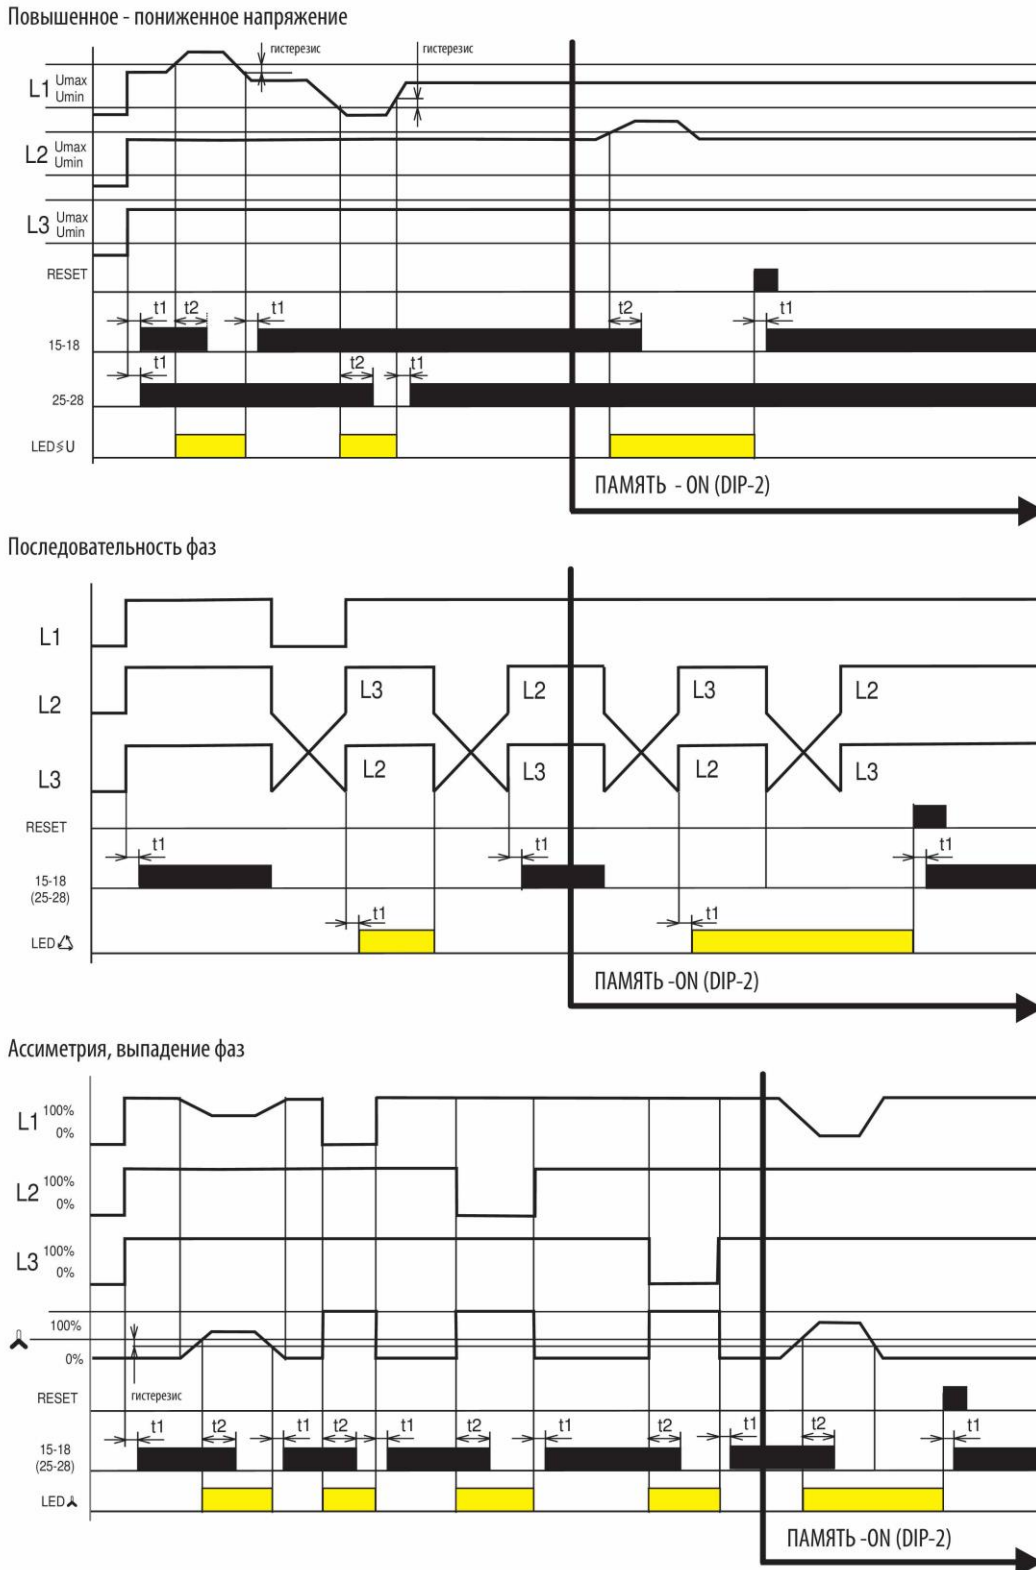 Повышенное - пониженное напряжение
гистерезис
гистерезис
L1 Umax
Umin
L2 Umax
Umin
L3 Umax
Umin
RESET
t1 t2 t1 t2 t1
15-18
t1 t2 t1
25-28
LED≶U
ПАМЯТЬ - ON (DIP-2)
Последовательность фаз
L1
L2 L3 L2 L3 L2
L3 L2 L3 L2 L3
RESET
t1 t1 t1
15-18
(25-28)
t1 t1
LED
ПАМЯТЬ -ON (DIP-2)
Ассиметрия, выпадение фаз
L1 100%
0%
L2 100%
0%
L3 100%
0%
100%
0%
гистерезис
RESET
t1 t2 t1 t2 t1 t2 t1 t2 t1 t2 t1
15-18
(25-28)
LED
ПАМЯТЬ -ON (DIP-2)